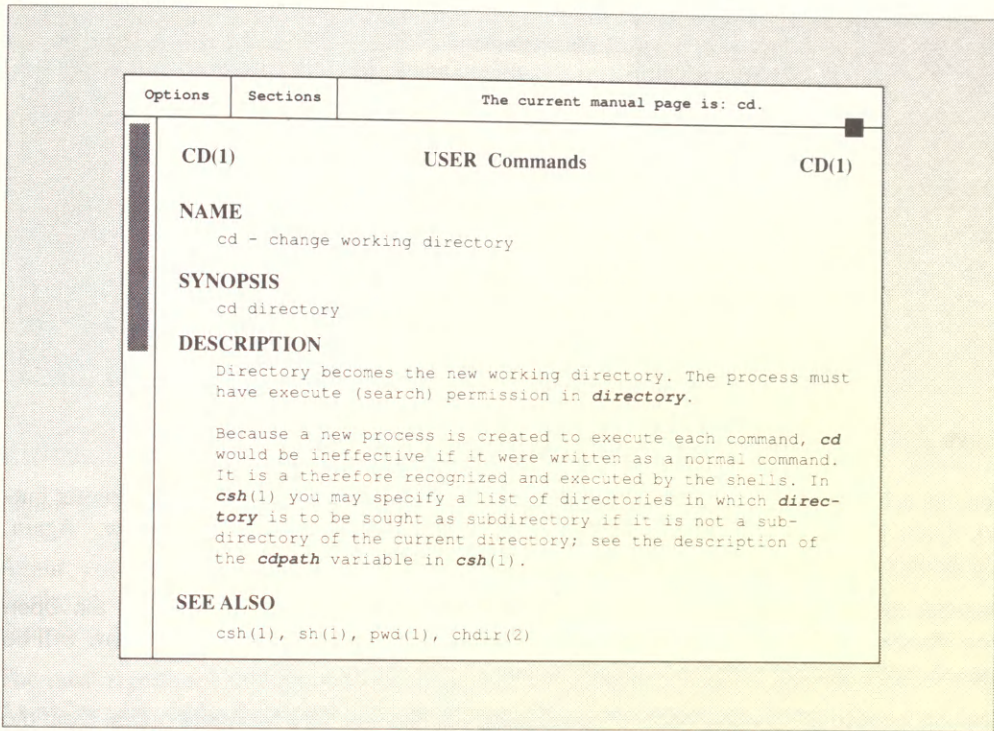 Options Sections The current manual page is: cd.
CD(1) USER Commands CD(1)
NAME
cd - change working directory
SYNOPSIS
cd directory
DESCRIPTION
Directory becomes the new working directory. The process must
have execute (search) permission in directory.
Because a new process is created to execute each command, cd
would be ineffective if it were written as a normal command.
It is a therefore recognized and executed by the shells. In
csh(1) you may specify a list of directories in which direc-
tory is to be sought as subdirectory if it is not a sub-
directory of the current directory; see the description of
the cdpath variable in csh(1).
SEE ALSO
csh(1), sh(1), pwd(1), chdir(2)